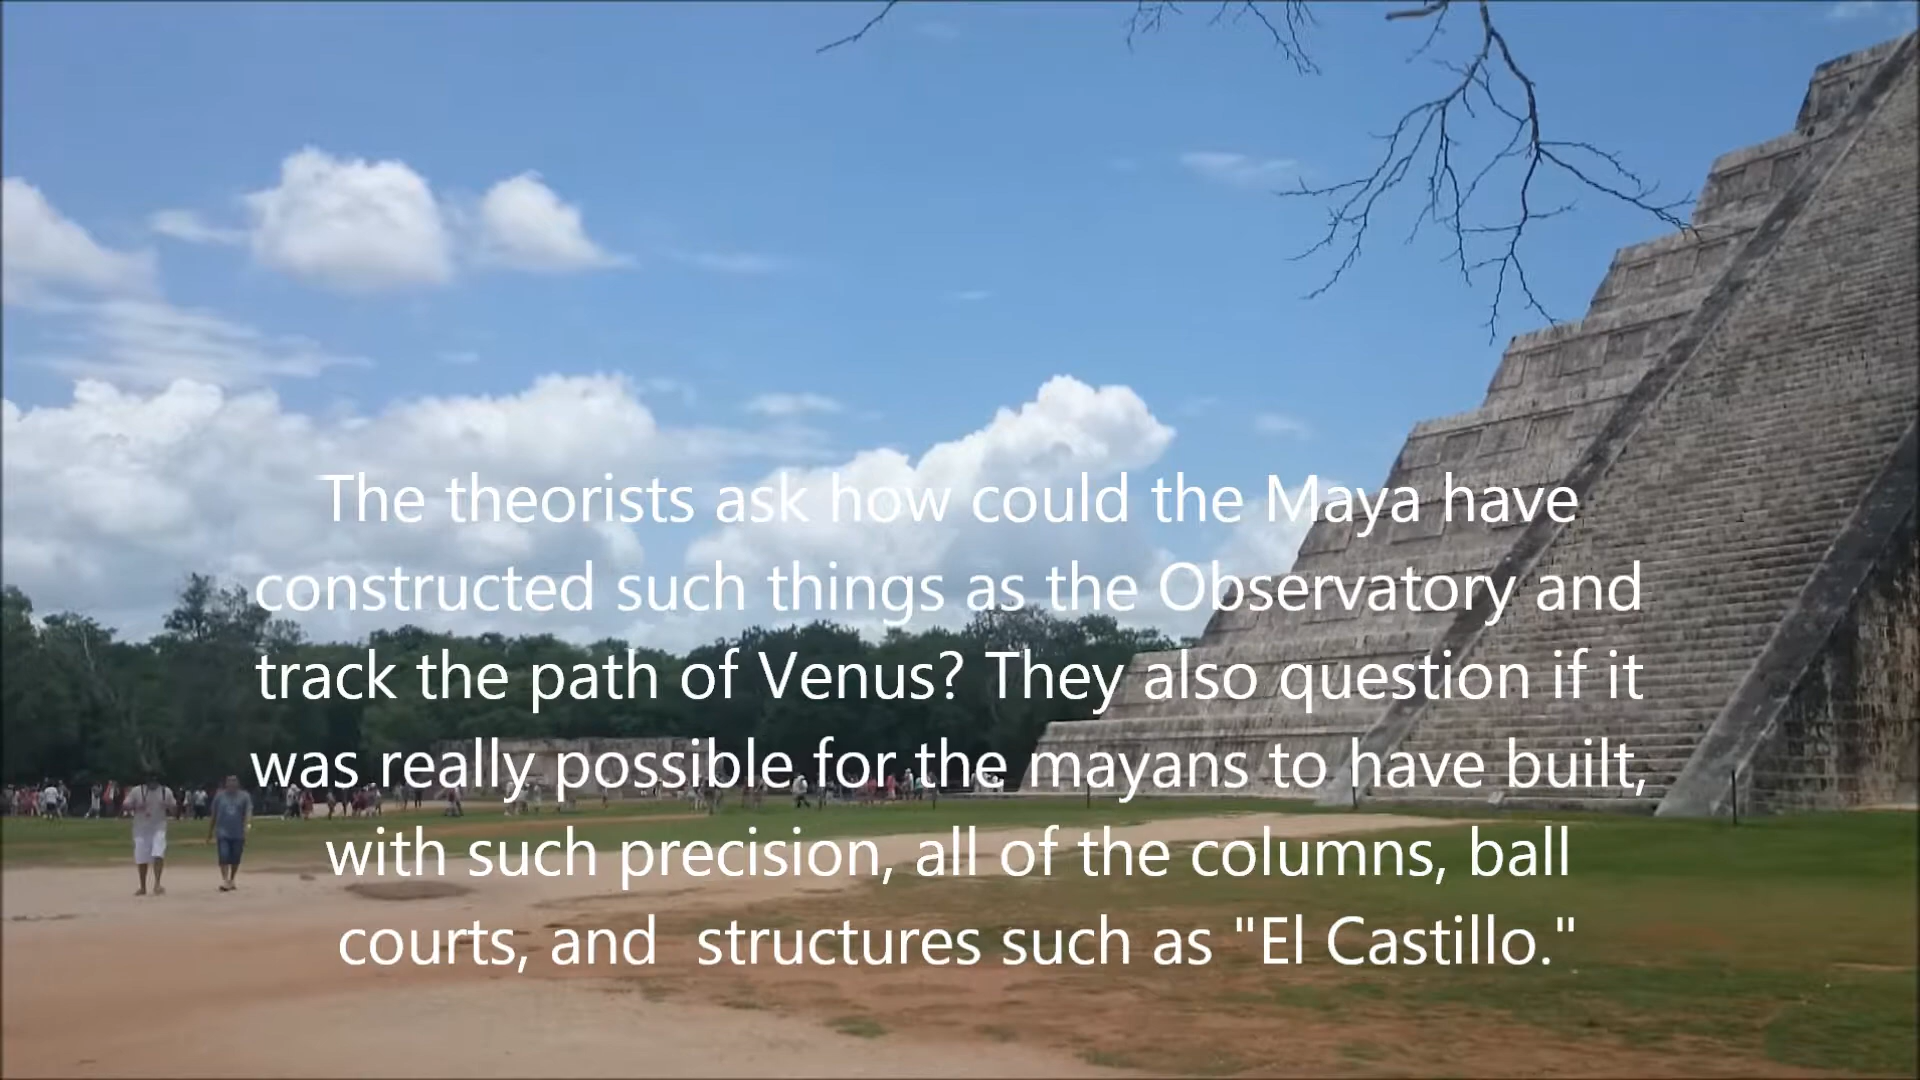 The theorists ask how could the Maya have
constructed such things as the Observatory and
track the path of Venus? They also question if it
was really possible for the mayans to have built,
with such precision, all of the columns, ball
courts, and  structures such as "El Castillo."